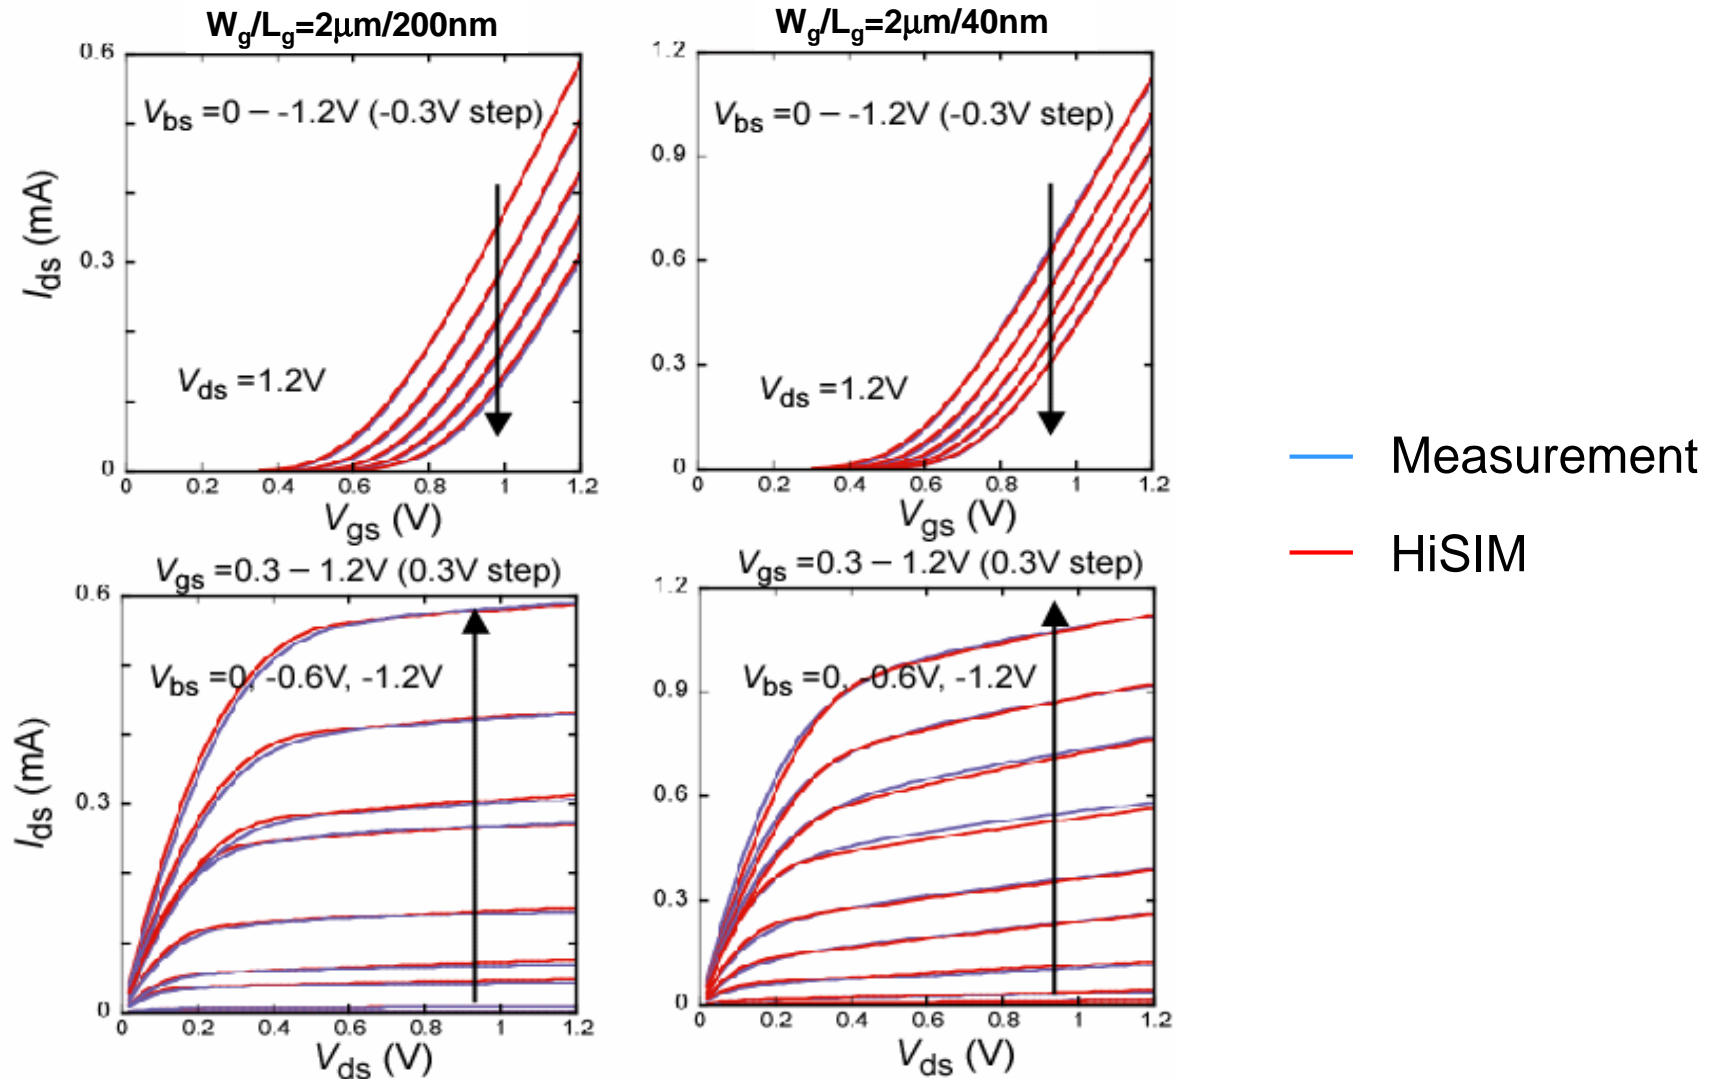 Wg/Lg=2μm/200nm
0.6
Vbs =0 – -1.2V (-0.3V step)
Ids (mA)
0.3
Vds =1.2V
0
0 0.2 0.4 0.6 0.8 1 1.2
Vgs (V)
Wg/Lg=2μm/40nm
1.2
Vbs =0 – -1.2V (-0.3V step)
0.9
0.6
0.3
Vds =1.2V
0
0 0.2 0.4 0.6 0.8 1 1.2
Vgs (V)
Measurement
HiSIM
Vgs =0.3 – 1.2V (0.3V step)
0.6
Vbs =0, -0.6V, -1.2V
Ids (mA)
0.3
0
0 0.2 0.4 0.6 0.8 1 1.2
Vds (V)
Vgs =0.3 – 1.2V (0.3V step)
1.2
Vbs =0, -0.6V, -1.2V
0.9
0.6
0.3
0
0 0.2 0.4 0.6 0.8 1 1.2
Vds (V)